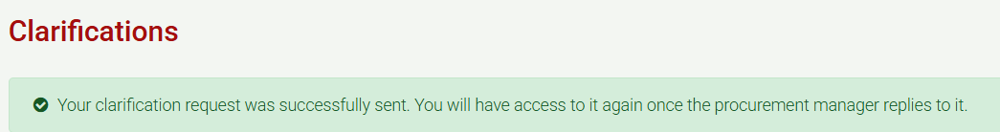 Clarifications
Your clarification request was successfully sent. You will have access to it again once the procurement manager replies to it.